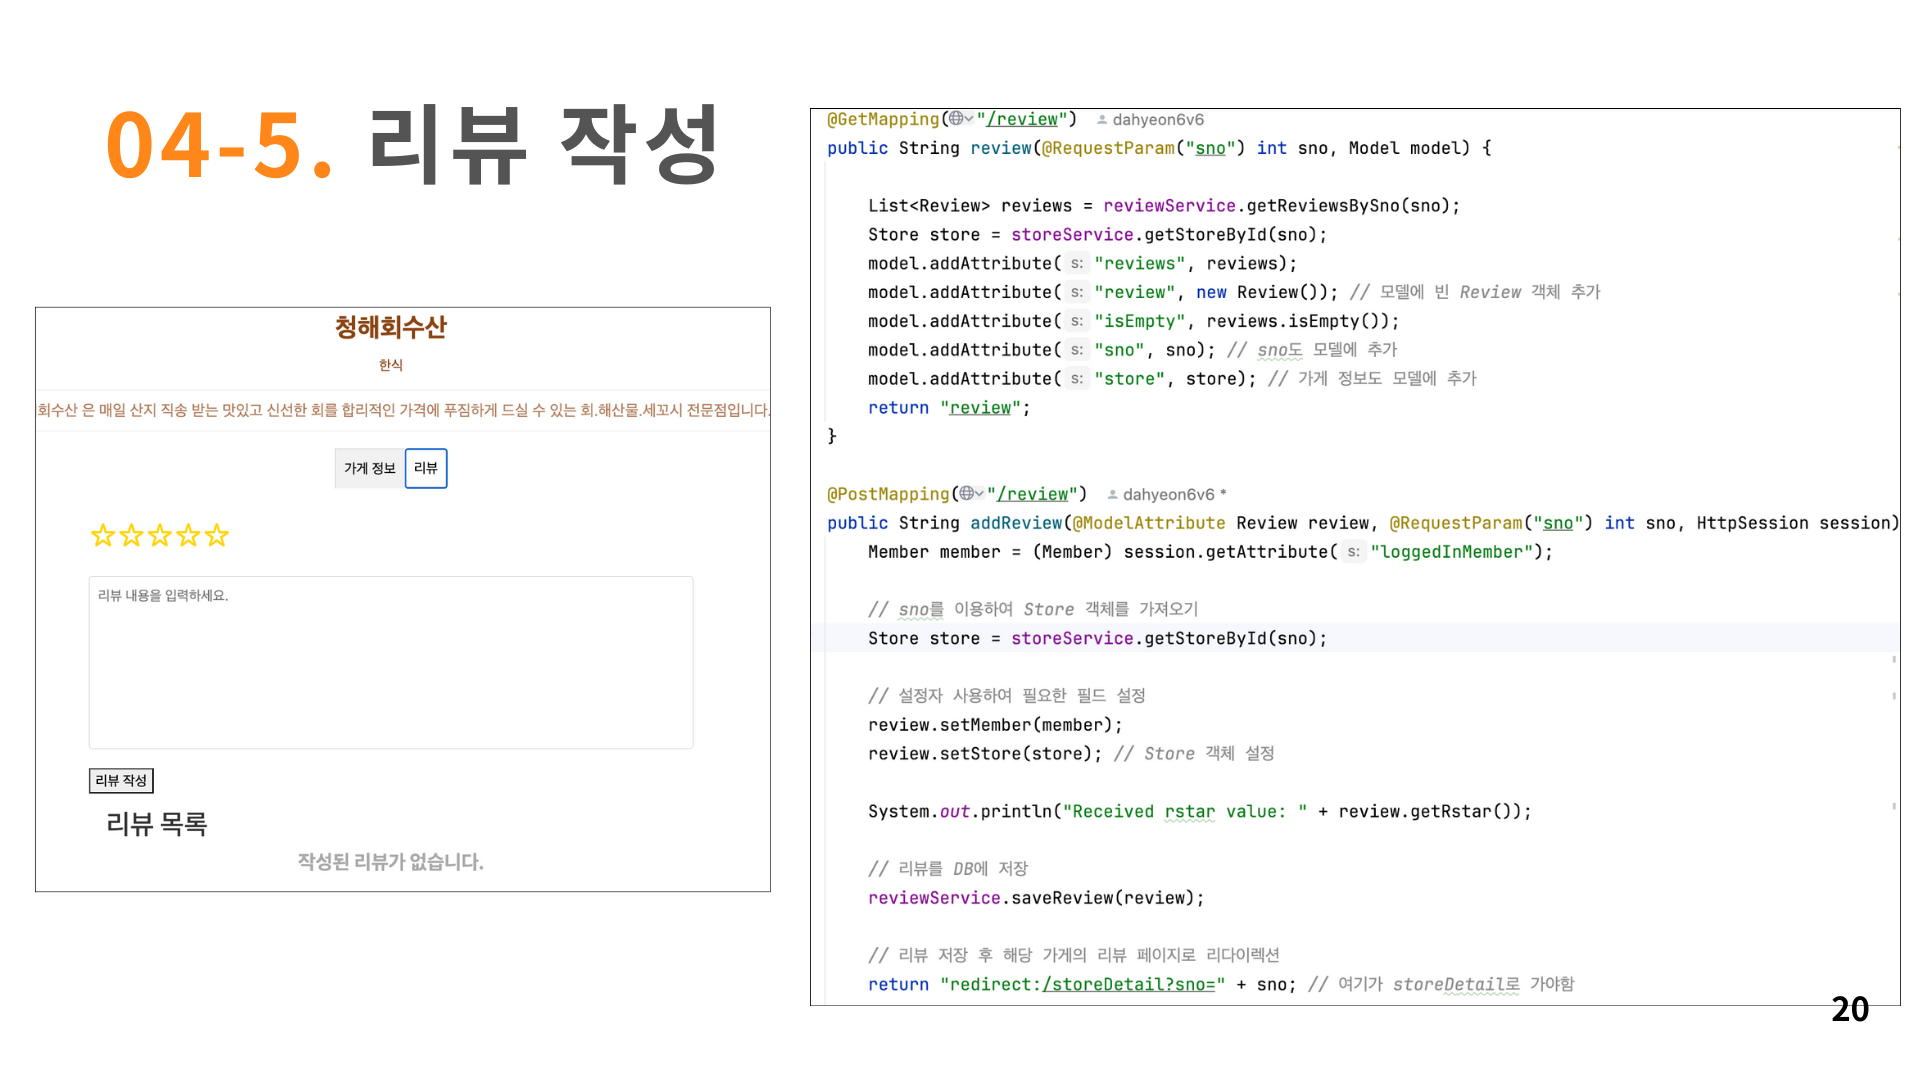 04-5. 리뷰 작성
청해회수산
한식
회수산 은 매일 산지 직송 받는 맛있고 신선한 회를 합리적인 가격에 푸짐하게 드실 수 있는 회.해산물.세꼬시 전문점입니다.
가게 정보 리뷰
☆☆☆☆☆
리뷰 내용을 입력하세요.
리뷰 작성
리뷰 목록
작성된 리뷰가 없습니다.
@GetMapping("/review") dahyeon6v6
public String review(@RequestParam("sno") int sno, Model model) {
List<Review> reviews = reviewService.getReviewsBySno(sno);
Store store = storeService.getStoreById(sno);
model.addAttribute( s: "reviews", reviews);
model.addAttribute( s: "review", new Review()); // 모델에 빈 Review 객체 추가
model.addAttribute( s: "isEmpty", reviews.isEmpty());
model.addAttribute( s: "sno", sno); // sno도 모델에 추가
model.addAttribute( s: "store", store); // 가게 정보도 모델에 추가
return "review";
}
@PostMapping("/review") dahyeon6v6 *
public String addReview(@ModelAttribute Review review, @RequestParam("sno") int sno, HttpSession session)
Member member = (Member) session.getAttribute( s: "loggedInMember");
// sno를 이용하여 Store 객체를 가져오기
Store store = storeService.getStoreById(sno);
// 설정자 사용하여 필요한 필드 설정
review.setMember(member);
review.setStore(store); // Store 객체 설정
System.out.println("Received rstar value: " + review.getRstar());
// 리뷰를 DB에 저장
reviewService.saveReview(review);
// 리뷰 저장 후 해당 가게의 리뷰 페이지로 리다이렉션
return "redirect:/storeDetail?sno=" + sno; // 여기가 storeDetail로 가야함
20